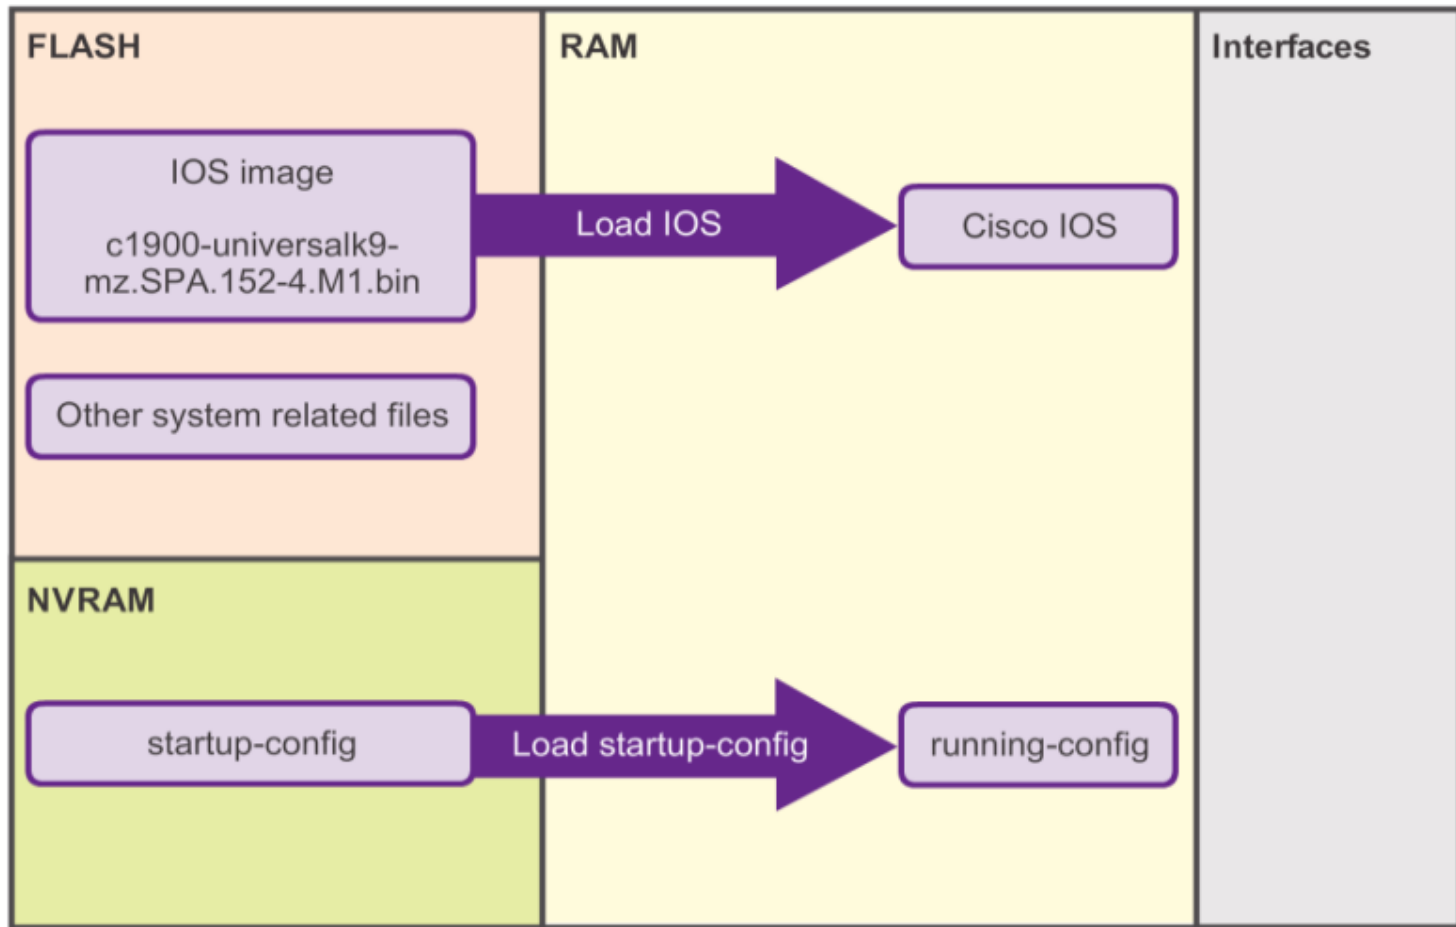 FLASH
IOS image
c1900-universalk9-
mz.SPA.152-4.M1.bin
Other system related files
NVRAM
startup-config
RAM
Load IOS
Cisco IOS
Load startup-config
running-config
Interfaces